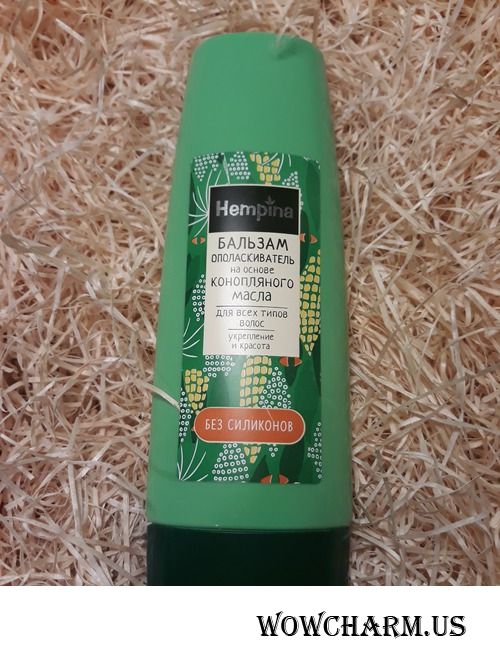 Hempina
БАЛЬЗАМ
ОПОЛАСКИВАТЕЛЬ
на основе
КОНОПЛЯНОГО
масла
для всех типов
волос
укрепление
и красота
БЕЗ СИЛИКОНОВ
WOWCHARM.US